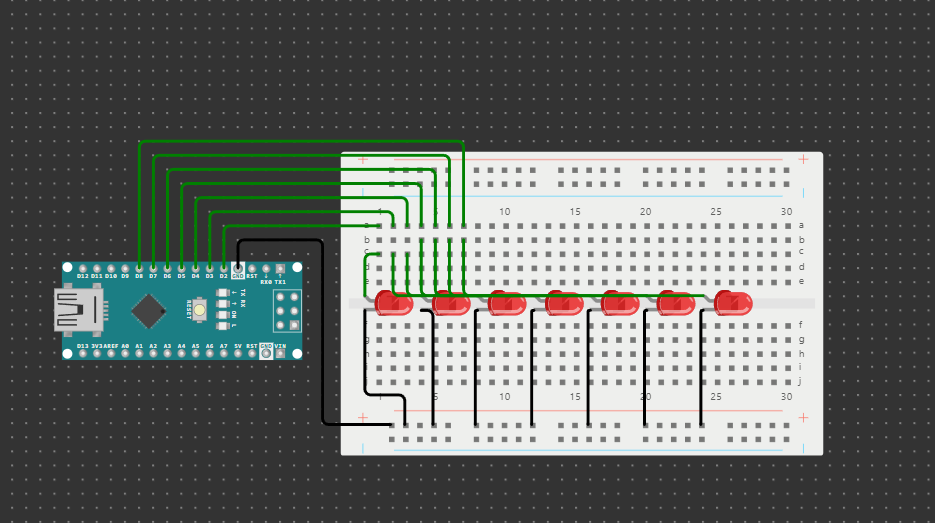 5 10 15 20 25 30
a a
b b
c c
d d
e e
D12 D11 D10 D9 D8 D7 D6 D5 D4 D3 D2 GND RST
RX0 TX1
RESET
TX RX ON L
D13 3V3 AREF A0 A1 A2 A3 A4 A5 A6 A7 5V RST GND VIN
f
g g
h h
i
j
5 10 15 20 25 30